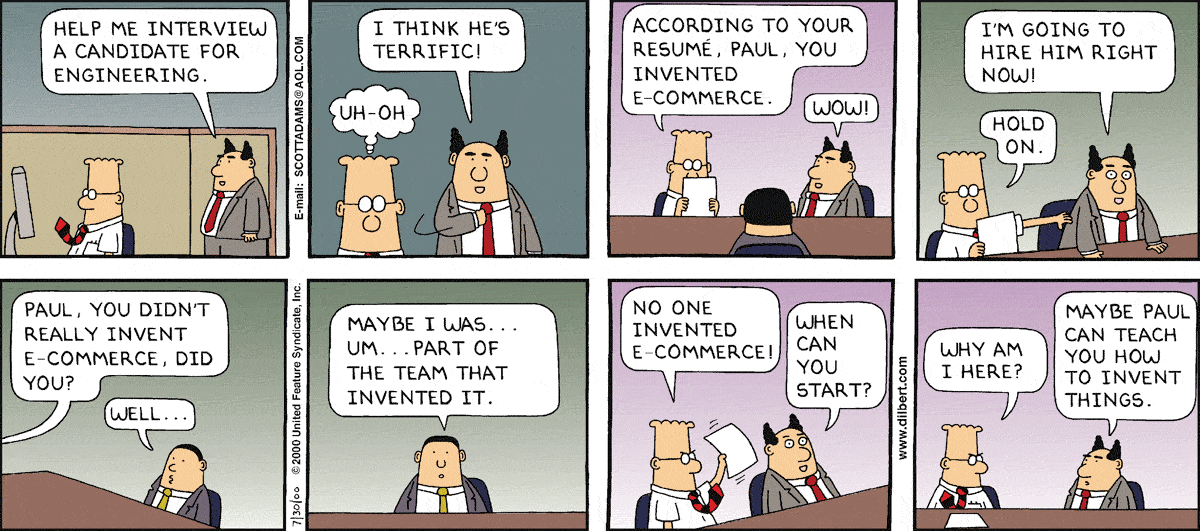 HELP ME INTERVIEW
A CANDIDATE FOR
ENGINEERING.
E-mail: SCOTTADAMS@AOL.COM
I THINK HE'S
TERRIFIC!
UH-OH
ACCORDING TO YOUR
RESUMÉ, PAUL, YOU
INVENTED
E-COMMERCE.
WOW!
I'M GOING TO
HIRE HIM RIGHT
NOW!
HOLD
ON.
PAUL, YOU DIDN'T
REALLY INVENT
E-COMMERCE, DID
YOU?
WELL...
7/30/00 © 2000 United Feature Syndicate, Inc.
MAYBE I WAS...
UM...PART OF
THE TEAM THAT
INVENTED IT.
NO ONE
INVENTED
E-COMMERCE!
WHEN
CAN
YOU
START?
www.dilbert.com
WHY AM
I HERE?
MAYBE PAUL
CAN TEACH
YOU HOW
TO INVENT
THINGS.